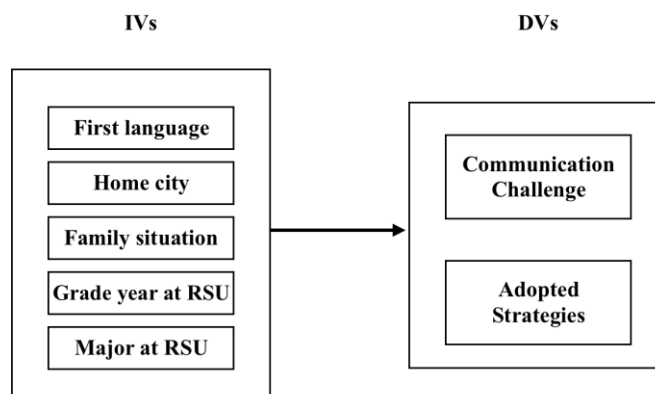 IVs
DVs
First language
Home city
Family situation
Grade year at RSU
Major at RSU
Communication
Challenge
Adopted
Strategies